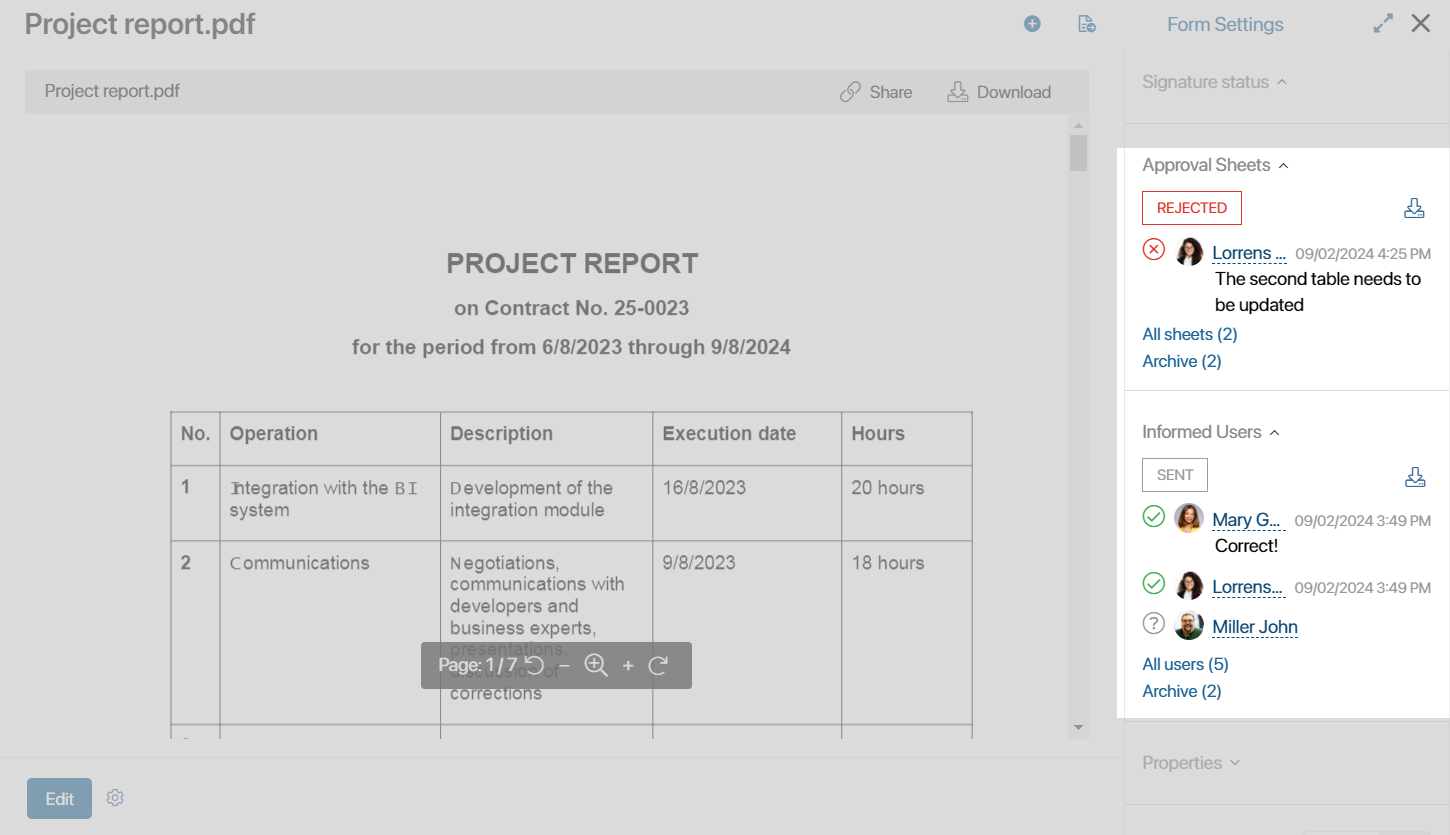 Project report.pdf
Form Settings
Project report.pdf
Share
Download
PROJECT REPORT
on Contract No. 25-0023
for the period from 6/8/2023 through 9/8/2024
No.
Operation
Description
Execution date
Hours
1
Integration with the BI
system
Development of the
integration module
16/8/2023
20 hours
2
Communications
Negotiations,
communications with
developers and
business experts,
presentations,
discussion of
corrections
9/8/2023
18 hours
Page: 1 / 7
Edit
Signature status
Approval Sheets
REJECTED
Lorrens ... 09/02/2024 4:25 PM
The second table needs to
be updated
All sheets (2)
Archive (2)
Informed Users
SENT
Mary G... 09/02/2024 3:49 PM
Correct!
Lorrens... 09/02/2024 3:49 PM
Miller John
All users (5)
Archive (2)
Properties